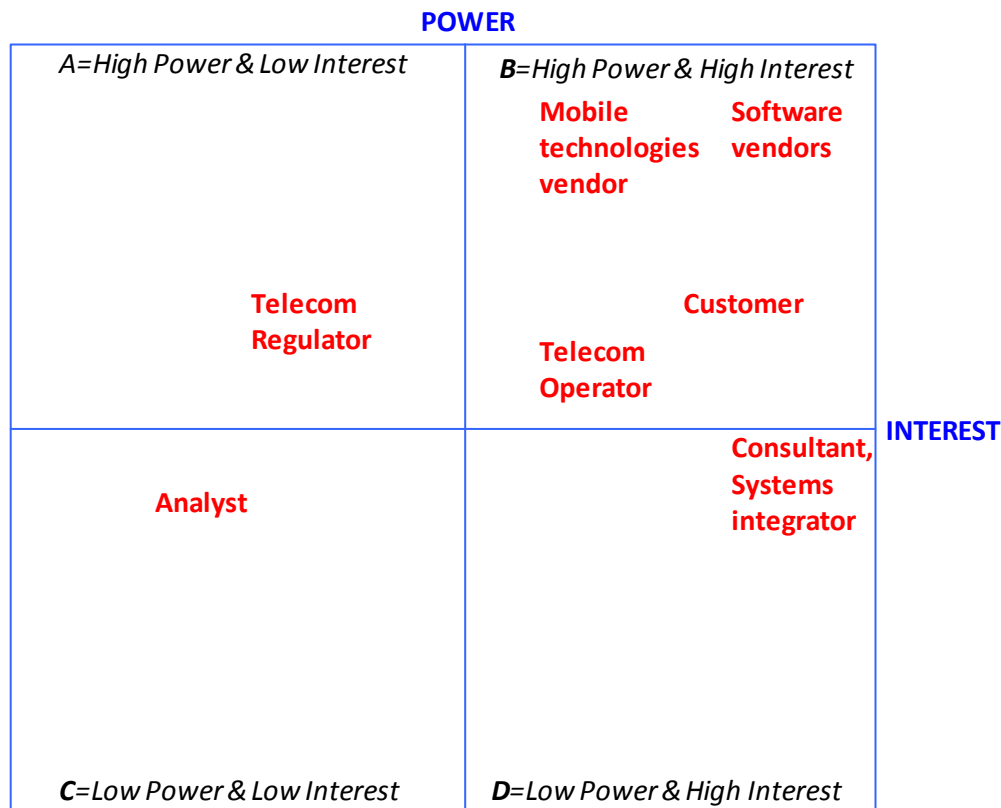 POWER
A=High Power & Low Interest
B=High Power & High Interest
Mobile
technologies
vendor
Software
vendors
Telecom
Regulator
Customer
Telecom
Operator
INTEREST
Analyst
Consultant,
Systems
integrator
C=Low Power & Low Interest
D=Low Power & High Interest